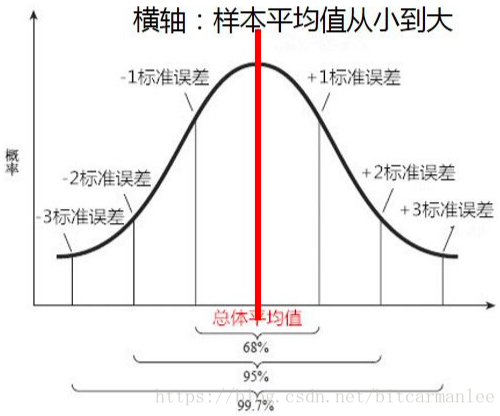 横轴：样本平均值从小到大
-1标准误差
+1标准误差
概率
-2标准误差
+2标准误差
-3标准误差
+3标准误差
总体平均值
68%
95%
99.7%
https://blog.csdn.net/bitcarmanlee